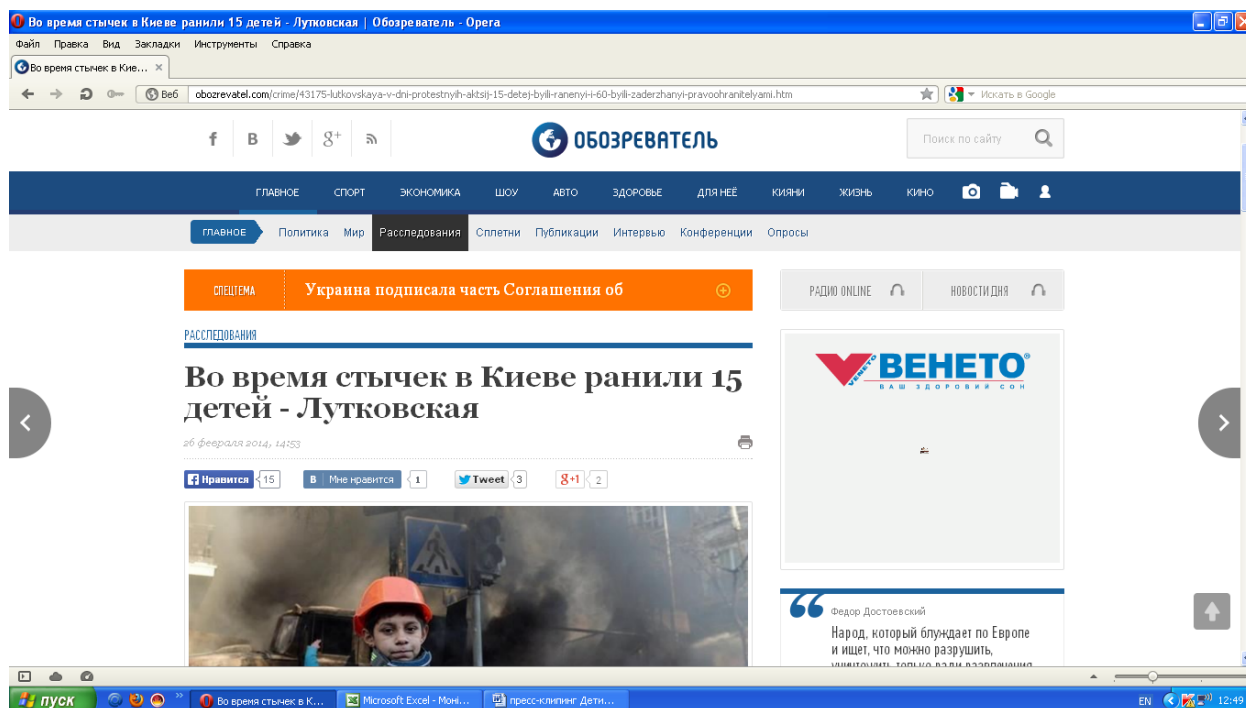 Во время стычек в Киеве ранили 15 детей - Лутковская | Обозреватель - Opera
Файл Правка Вид Закладки Инструменты Справка
Во время стычек в Кие...
Веб obozrevatel.com/crime/43175-lutkovskaya-v-dni-protestnyih-aktsij-15-detej-byili-ranenyi-i-60-byili-zaderzhanyi-pravoohranitelyami.htm Искать в Google
f B g+ ОБОЗРЕВАТЕЛЬ Поиск по сайту
ГЛАВНОЕ СПОРТ ЭКОНОМИКА ШОУ АВТО ЗДОРОВЬЕ ДЛЯ НЕЁ КИЯНИ ЖИЗНЬ КИНО
ГЛАВНОЕ Политика Мир Расследования Сплетни Публикации Интервью Конференции Опросы
СПЕЦТЕМА Украина подписала часть Соглашения об
РАДИО ONLINE НОВОСТИ ДНЯ
РАССЛЕДОВАНИЯ
Во время стычек в Киеве ранили 15
детей - Лутковская
26 февраля 2014, 14:53
Нравится 15 B Мне нравится 1 Tweet 3 g+1 2
VENETO ВЕНЕТО®
ВАШ ЗДОРОВИЙ СОН
Федор Достоевский
Народ, который блуждает по Европе
и ищет, что можно разрушить,
уничтожить только ради развлечения
пуск Во время стычек в К... Microsoft Excel - Моні... пресс-клипинг Дети... EN 12:49